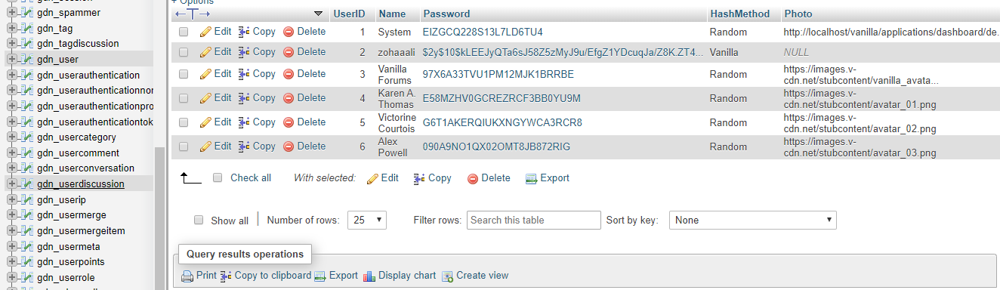 gdn_session
gdn_spammer
gdn_tag
gdn_tagdiscussion
gdn_user
gdn_userauthentication
gdn_userauthenticationnon
gdn_userauthenticationpro
gdn_userauthenticationtok
gdn_usercategory
gdn_usercomment
gdn_userconversation
gdn_userdiscussion
gdn_userip
gdn_usermerge
gdn_usermergeitem
gdn_usermeta
gdn_userpoints
gdn_userrole
+ Options
←T→ UserID Name Password HashMethod Photo
Edit Copy Delete 1 System EIZGCQ228S13L7LD6TU4 Random http://localhost/vanilla/applications/dashboard/de...
Edit Copy Delete 2 zohaaali $2y$10$kLEEJyQTa6sJ58Z5zMyJ9u/EfgZ1YDcuqJa/Z8K.ZT4... Vanilla NULL
Edit Copy Delete 3 Vanilla Forums 97X6A33TVU1PM12MJK1BRRBE Random https://images.v-cdn.net/stubcontent/vanilla_avata...
Edit Copy Delete 4 Karen A. Thomas E58MZHV0GCREZRCF3BB0YU9M Random https://images.v-cdn.net/stubcontent/avatar_01.png
Edit Copy Delete 5 Victorine Courtois G6T1AKERQIUKXNGYWCA3RCR8 Random https://images.v-cdn.net/stubcontent/avatar_02.png
Edit Copy Delete 6 Alex Powell 090A9NO1QX02OMT8JB872RIG Random https://images.v-cdn.net/stubcontent/avatar_03.png
Check all With selected: Edit Copy Delete Export
Show all Number of rows: 25 Filter rows: Search this table Sort by key: None
Query results operations
Print Copy to clipboard Export Display chart Create view